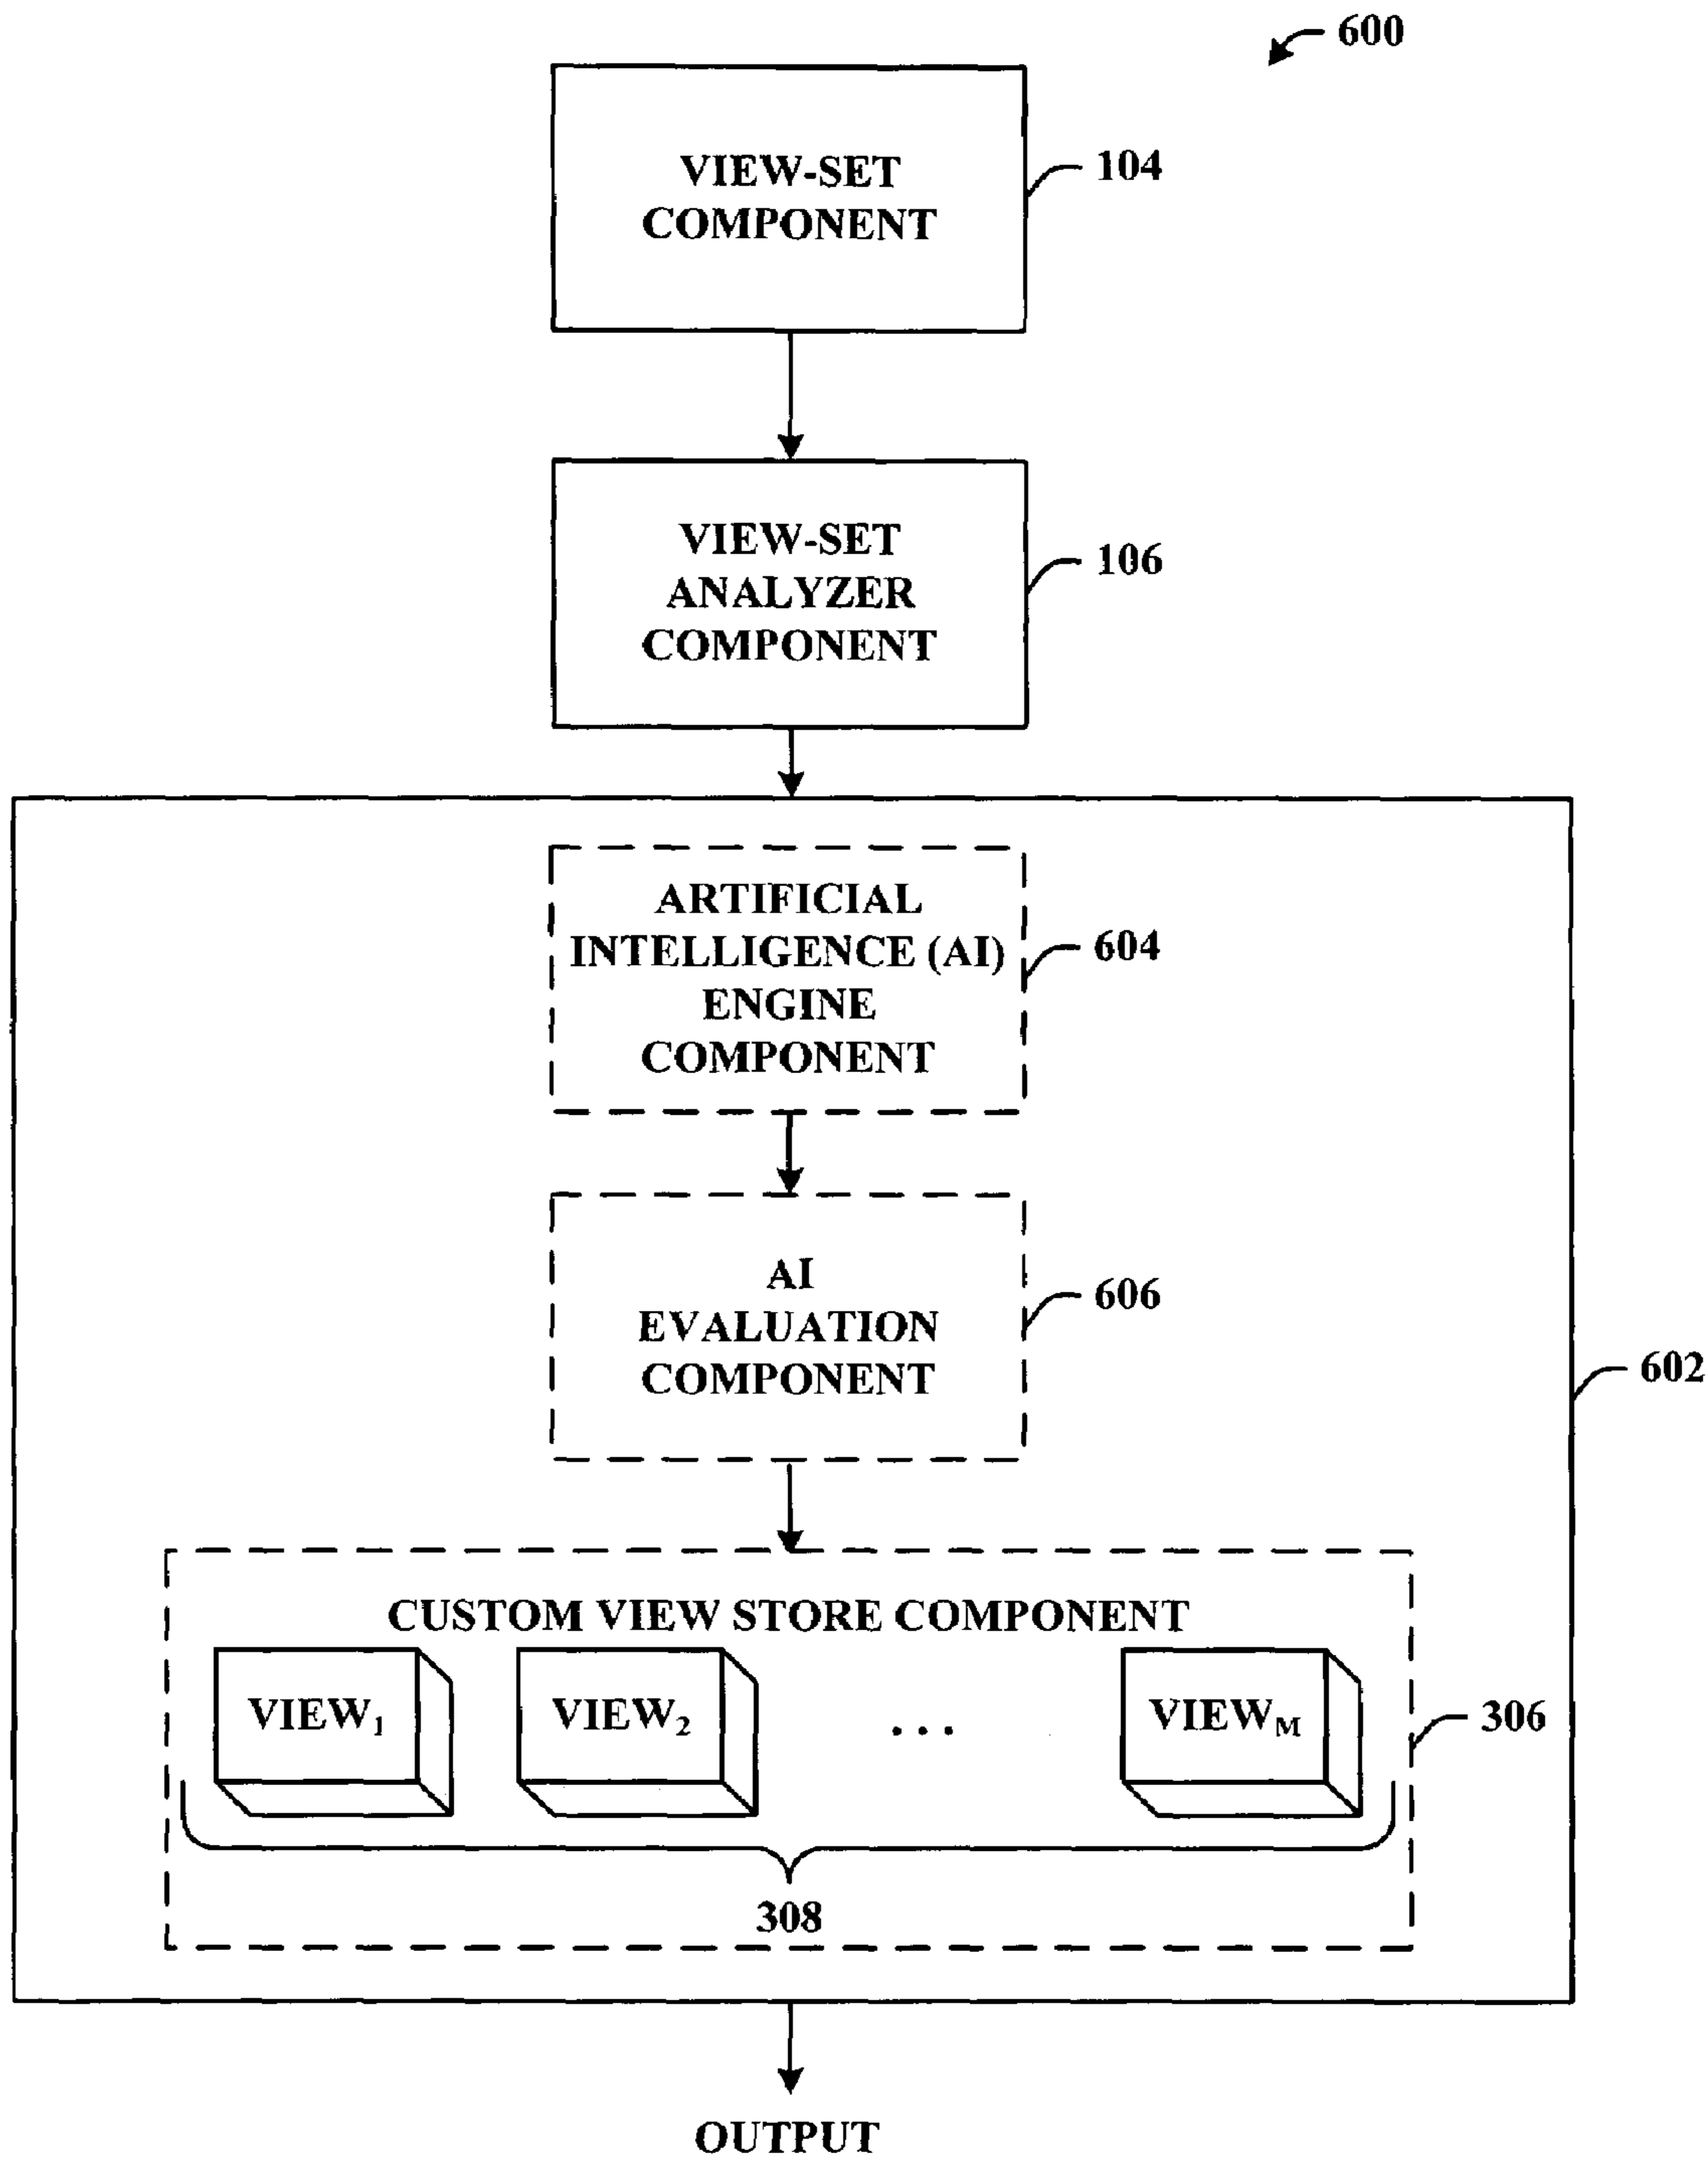 600
VIEW-SET
COMPONENT
104
VIEW-SET
ANALYZER
COMPONENT
106
ARTIFICIAL
INTELLIGENCE (AI)
ENGINE
COMPONENT
604
AI
EVALUATION
COMPONENT
606
602
CUSTOM VIEW STORE COMPONENT
VIEW1 VIEW2 ... VIEWM
306
308
OUTPUT